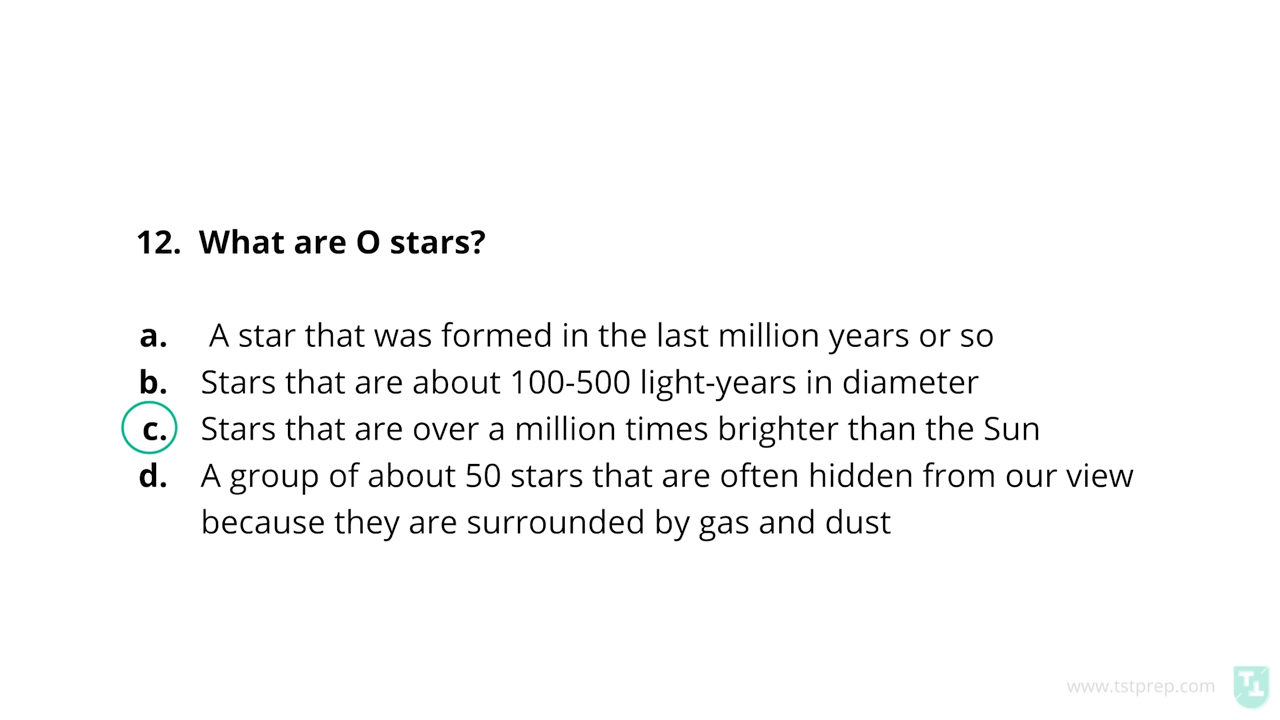 12. What are O stars?
a. A star that was formed in the last million years or so
b. Stars that are about 100-500 light-years in diameter
c. Stars that are over a million times brighter than the Sun
d. A group of about 50 stars that are often hidden from our view
because they are surrounded by gas and dust
www.tstprep.com